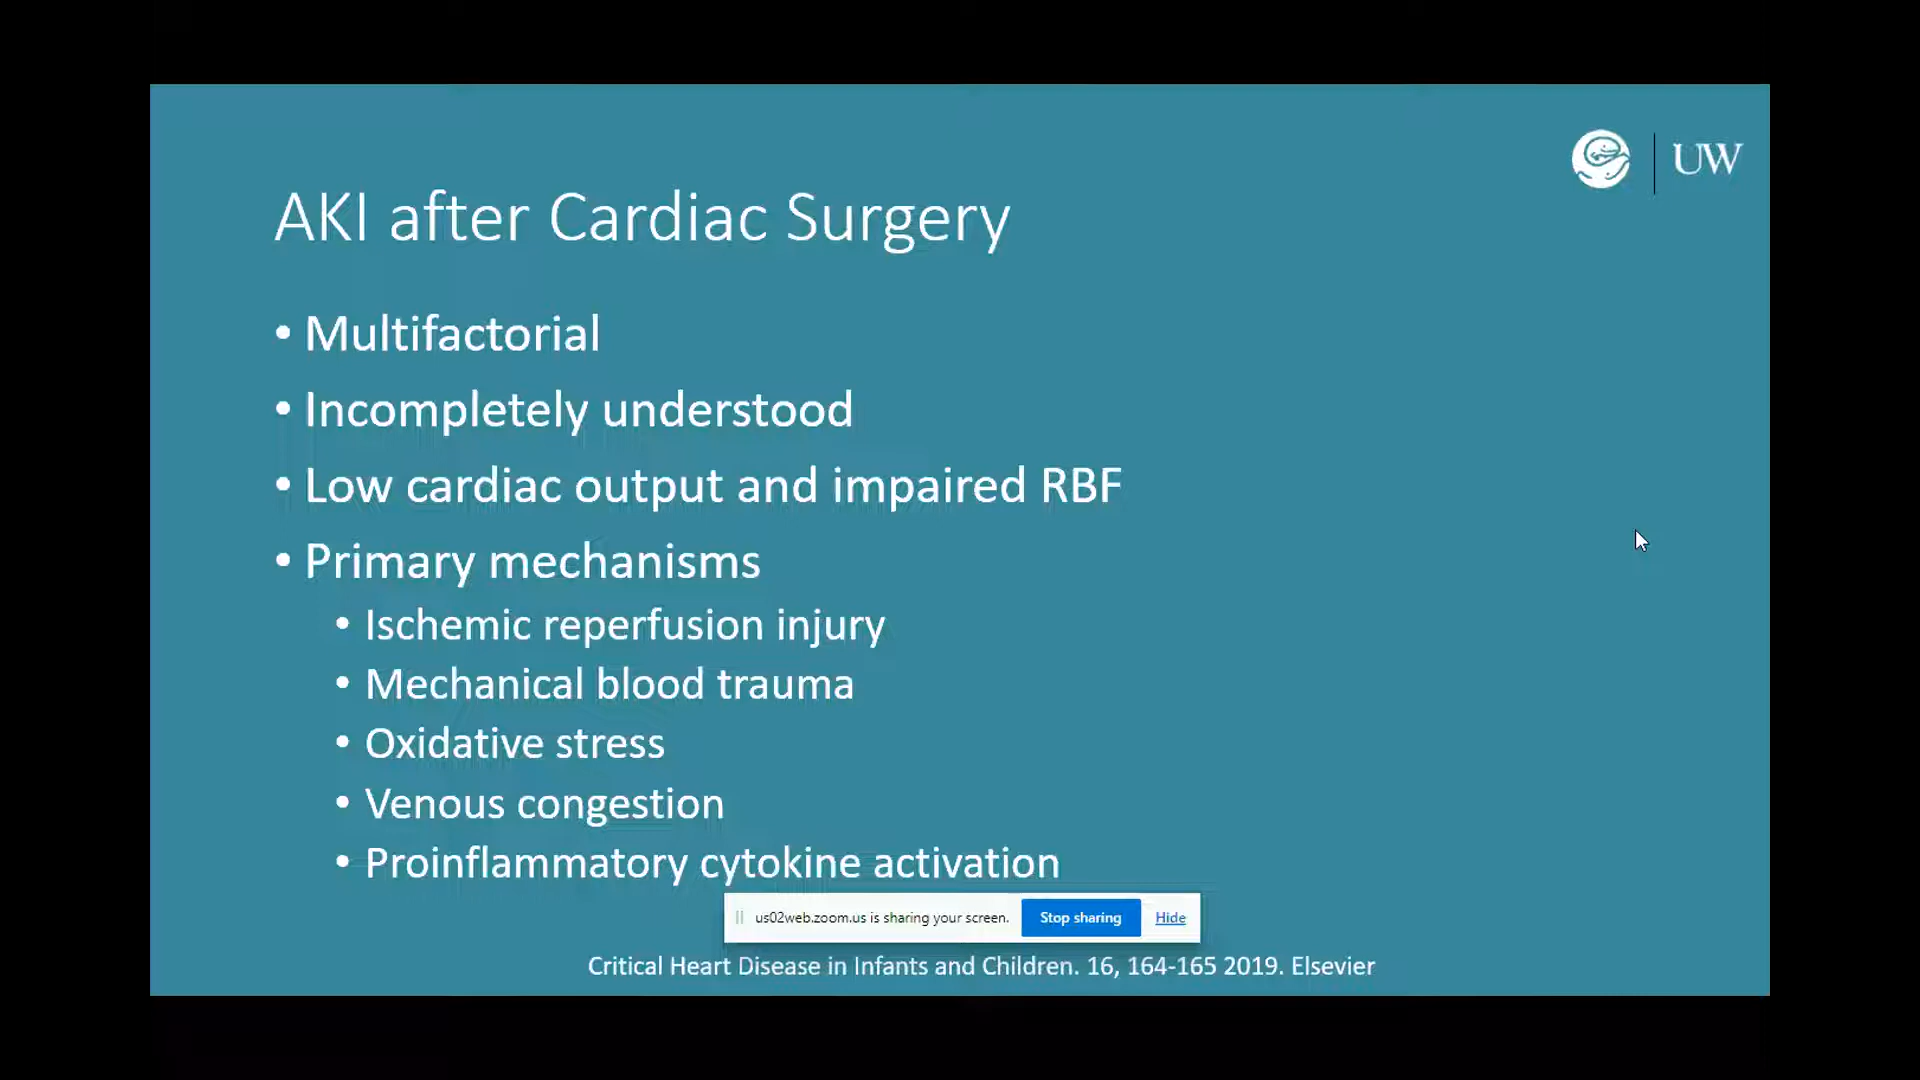 UW
AKI after Cardiac Surgery
• Multifactorial
• Incompletely understood
• Low cardiac output and impaired RBF
• Primary mechanisms
• Ischemic reperfusion injury
• Mechanical blood trauma
• Oxidative stress
• Venous congestion
• Proinflammatory cytokine activation
us02web.zoom.us is sharing your screen. Stop sharing Hide
Critical Heart Disease in Infants and Children. 16, 164-165 2019. Elsevier